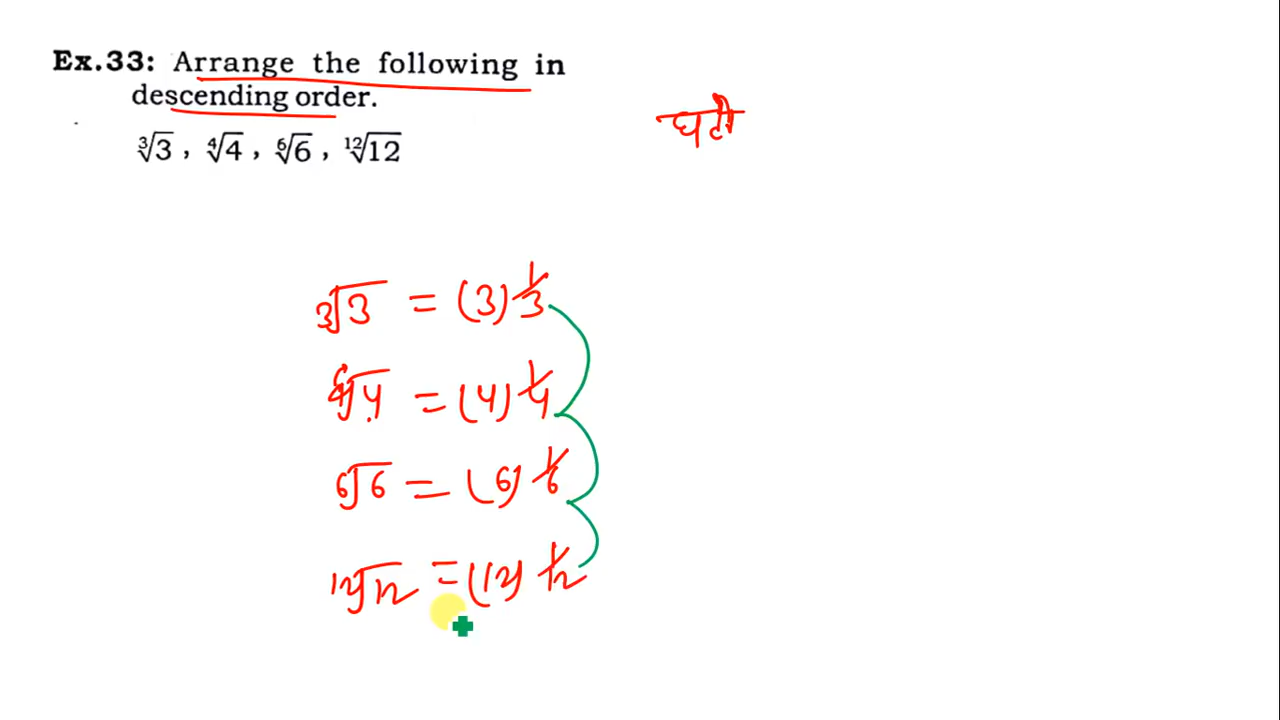 Ex.33: Arrange the following in
descending order.
∛3, ∜4, ⁶√6, ¹²√12
घटते
∛3 = (3)^1/3
∜4 = (4)^1/4
⁶√6 = (6)^1/6
¹²√12 = (12)^1/12